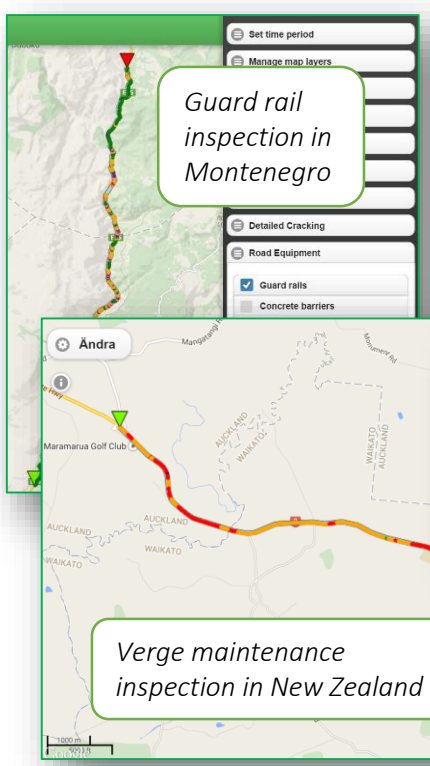 Set time period
Manage map layers
Guard rail
inspection in
Montenegro
Detailed Cracking
Road Equipment
Guard rails
Concrete barriers
Ändra
Mangatangi R
Monument Rd
e Hwy
Maramarua Golf Club
AUCKLAND
WAIKATO
WAIKATO
AUCKLAND
AUCKLAND
WAIKATO
AUCKLAND
WAIKATO
WAIKATO
2
Verge maintenance
inspection in New Zealand
1000 m